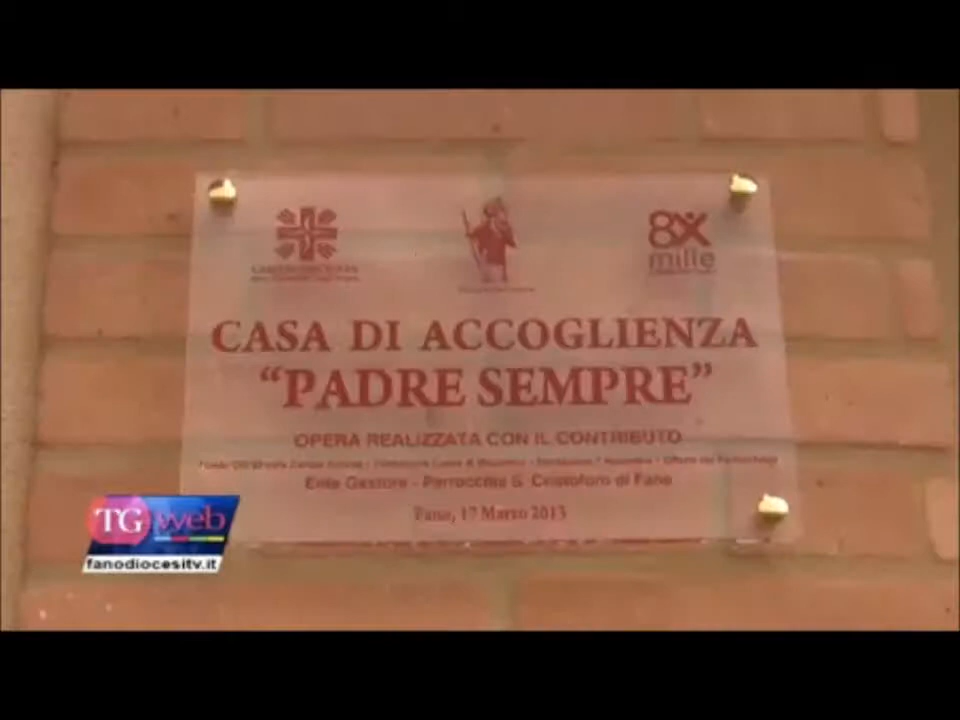 8x
mille
CASA DI ACCOGLIENZA
“PADRE SEMPRE”
OPERA REALIZZATA CON IL CONTRIBUTO
Ente Gestore - Parrocchia S. Cristoforo di Fano
Fano, 17 Marzo 2013
TG web
fanodiocesitv.it